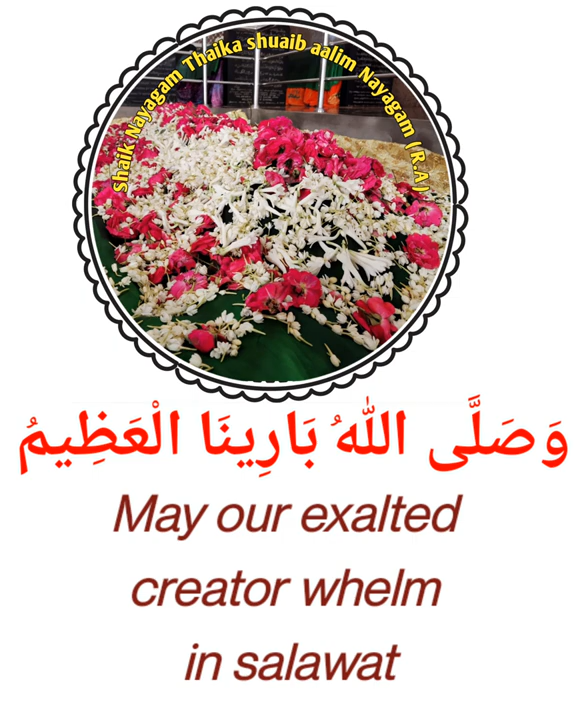 Shaik Nayagam Thaika shuaib aalim Nayagam (R.A)
وَصَلَّى اللّٰهُ بَارِينَا الْعَظِيمُ
May our exalted
creator whelm
in salawat